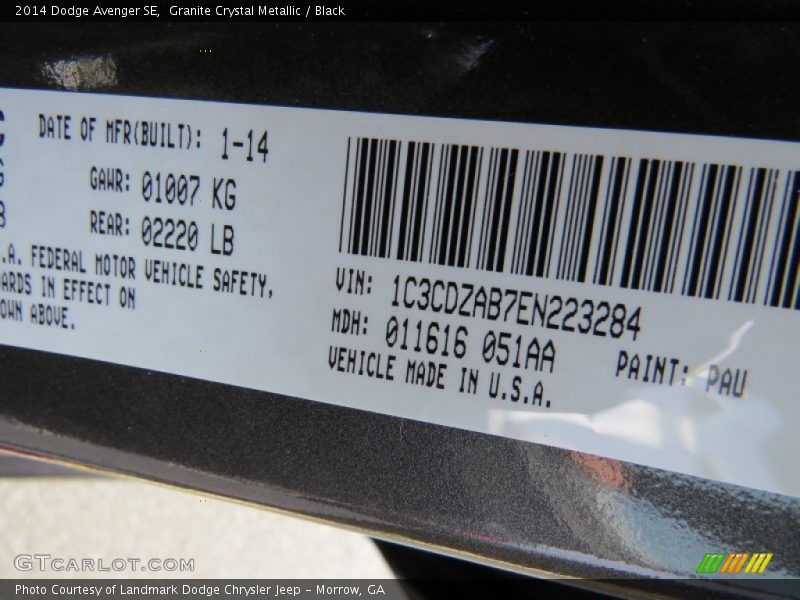 2014 Dodge Avenger SE, Granite Crystal Metallic / Black
DATE OF MFR(BUILT): 1-14
GAWR: 01007 KG
REAR: 02220 LB
.A. FEDERAL MOTOR VEHICLE SAFETY,
ARDS IN EFFECT ON
OWN ABOVE.
VIN: 1C3CDZAB7EN223284
MDH: 011616 051AA
PAINT: PAU
VEHICLE MADE IN U.S.A.
GTCARLOT.COM
Photo Courtesy of Landmark Dodge Chrysler Jeep – Morrow, GA